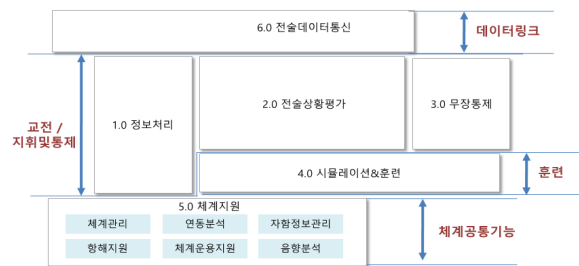 6.0 전술데이터통신
데이터링크
교전 /
지휘및통제
1.0 정보처리
2.0 전술상황평가
3.0 무장통제
4.0 시뮬레이션&훈련
훈련
5.0 체계지원
체계관리
연동분석
자함정보관리
항해지원
체계운용지원
음향분석
체계공통기능